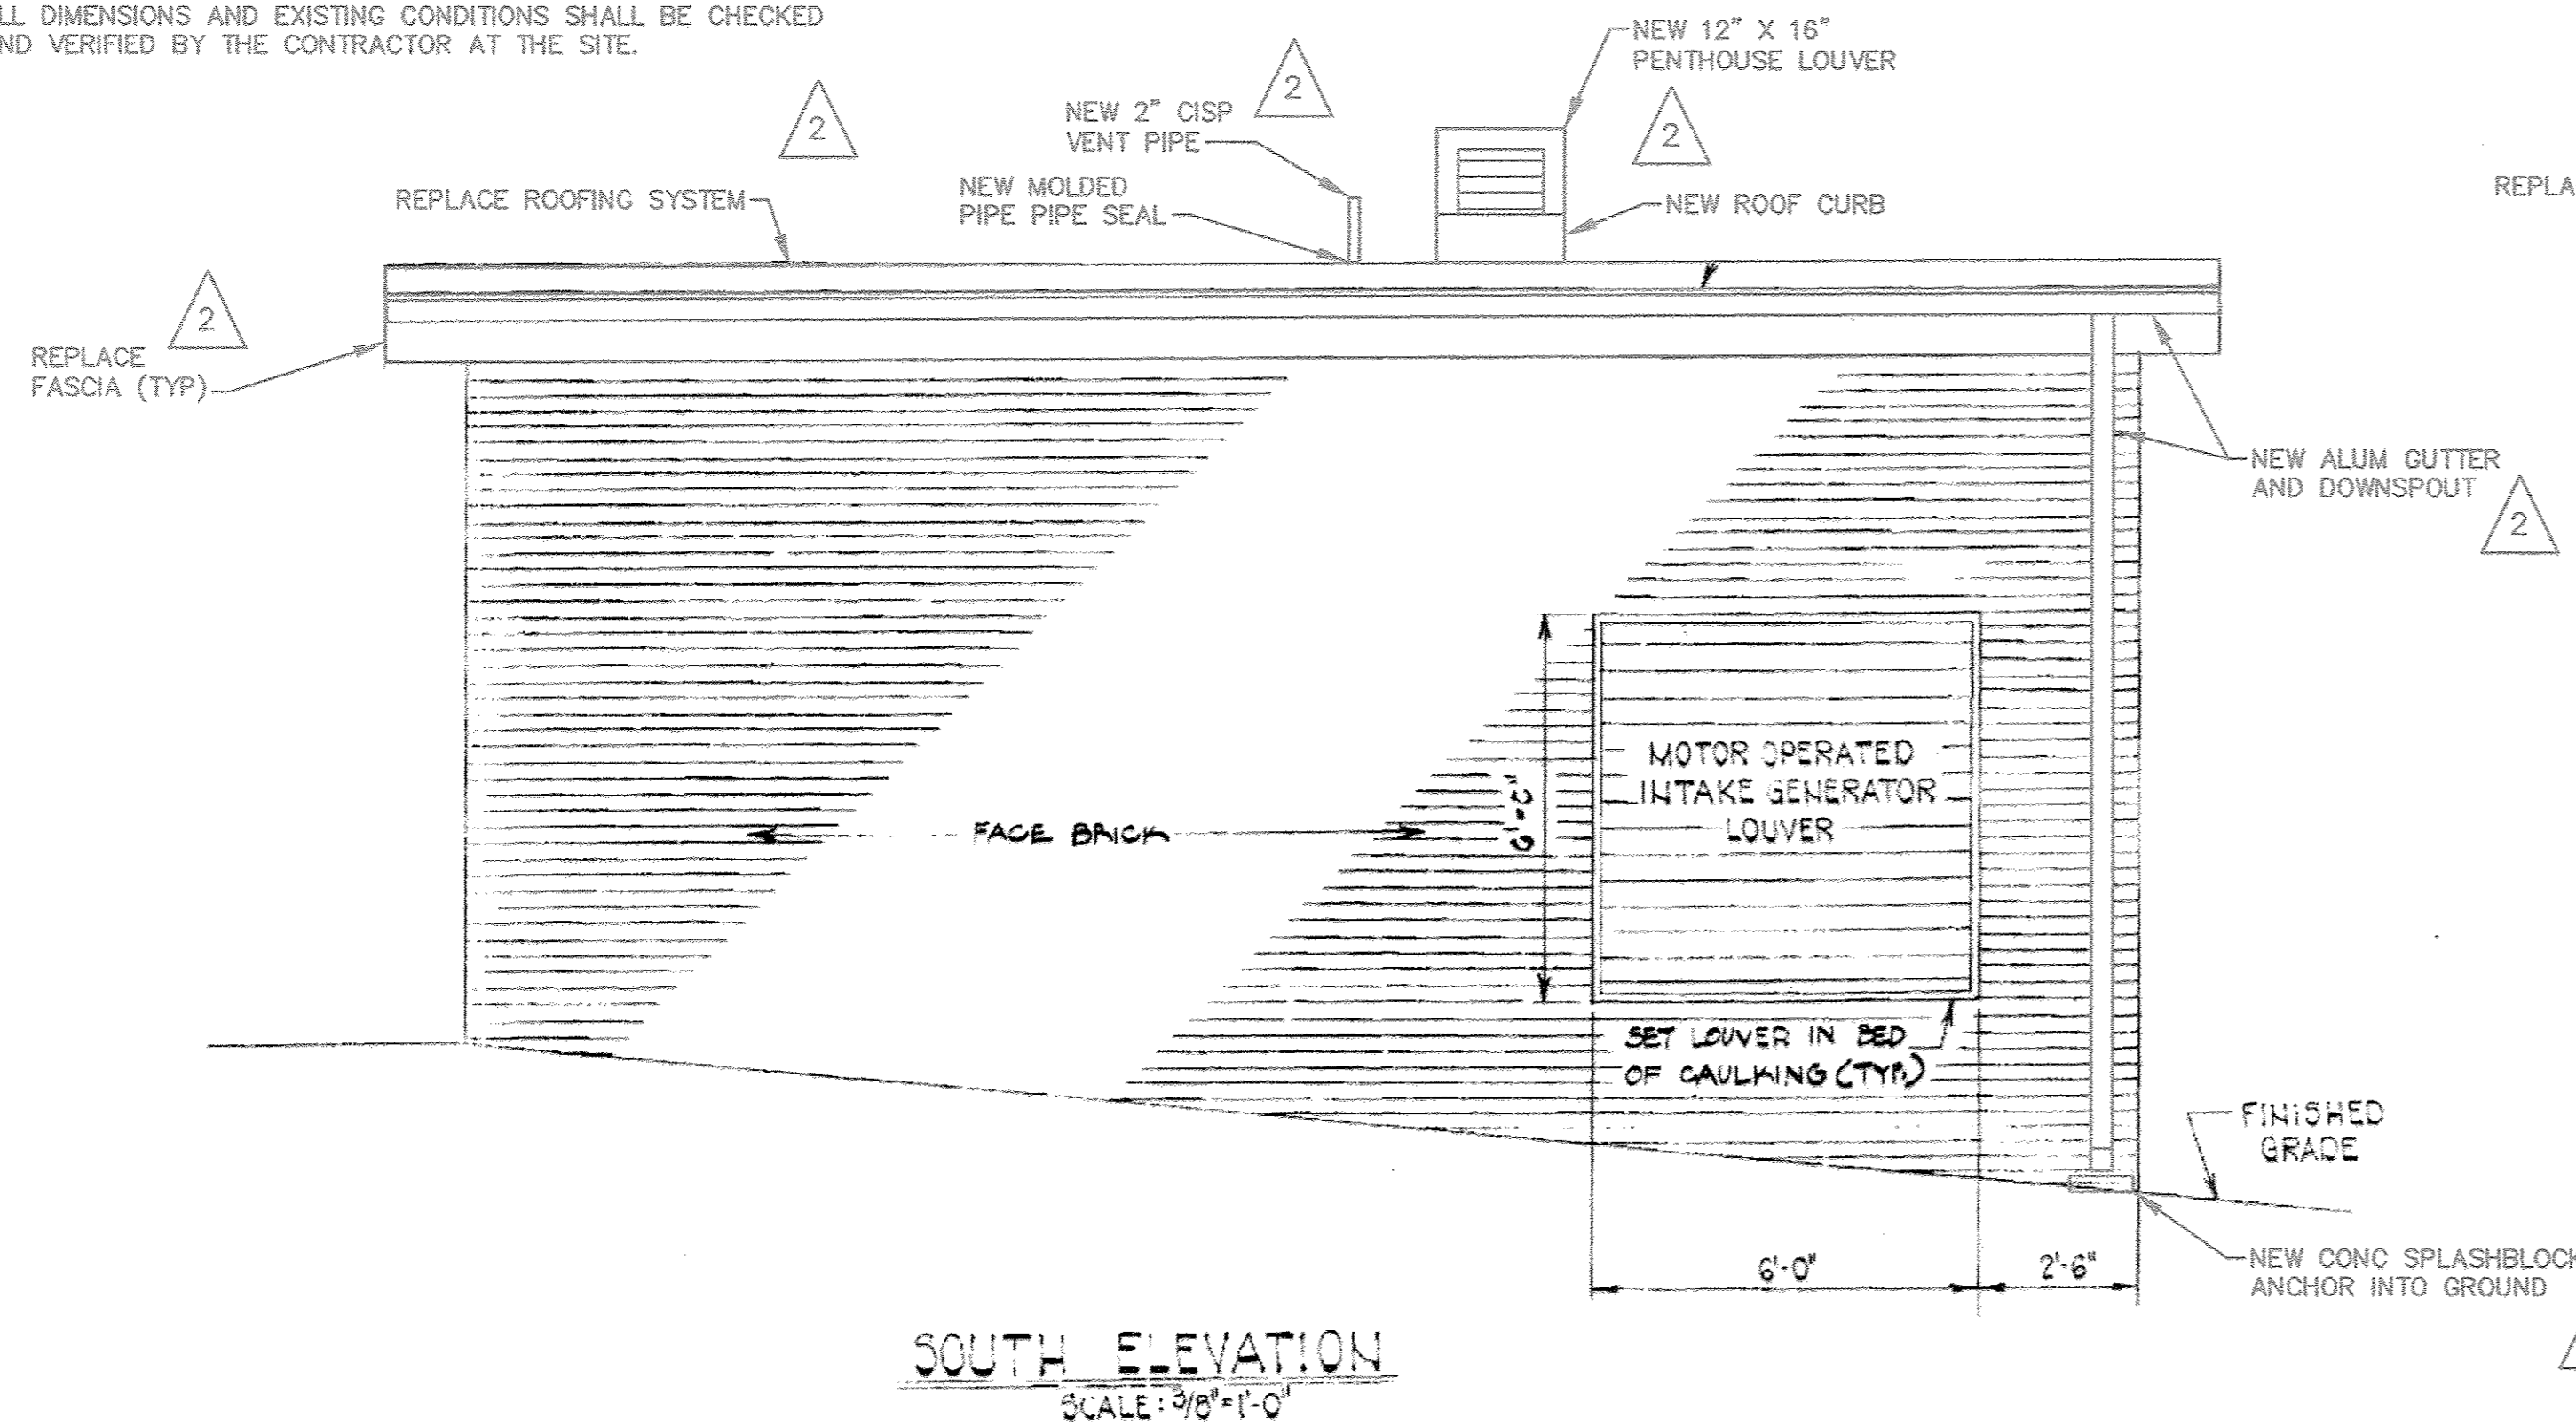 LL DIMENSIONS AND EXISTING CONDITIONS SHALL BE CHECKED
ND VERIFIED BY THE CONTRACTOR AT THE SITE.
NEW 12" X 16"
PENTHOUSE LOUVER
2
2
NEW 2" CISP
VENT PIPE
2
NEW MOLDED
PIPE PIPE SEAL
REPLACE ROOFING SYSTEM
NEW ROOF CURB
REPLA
2
REPLACE
FASCIA (TYP)
NEW ALUM GUTTER
AND DOWNSPOUT
2
MOTOR OPERATED
INTAKE GENERATOR
LOUVER
6'-0"
FACE BRICK
SET LOUVER IN BED
OF CAULKING (TYP.)
FINISHED
GRADE
6'-0"
2'-6"
NEW CONC SPLASHBLOCK
ANCHOR INTO GROUND
SOUTH ELEVATION
SCALE: 3/8"=1'-0"